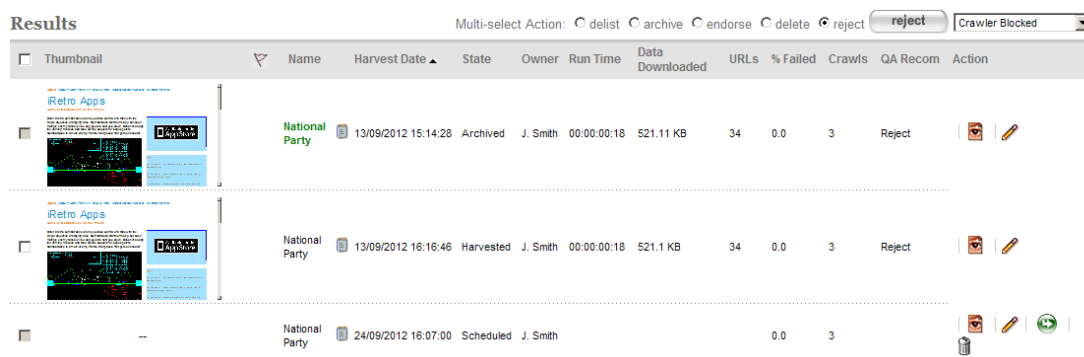 Results
Multi-select Action: delist archive endorse delete reject reject Crawler Blocked
Thumbnail Name Harvest Date State Owner Run Time Data Downloaded URLs % Failed Crawls QA Recom Action
iRetro Apps
AppStore
National Party 13/09/2012 15:14:28 Archived J. Smith 00:00:00:18 521.11 KB 34 0.0 3 Reject
iRetro Apps
AppStore
National Party 13/09/2012 16:16:46 Harvested J. Smith 00:00:00:18 521.1 KB 34 0.0 3 Reject
-- National Party 24/09/2012 16:07:00 Scheduled J. Smith 0.0 3